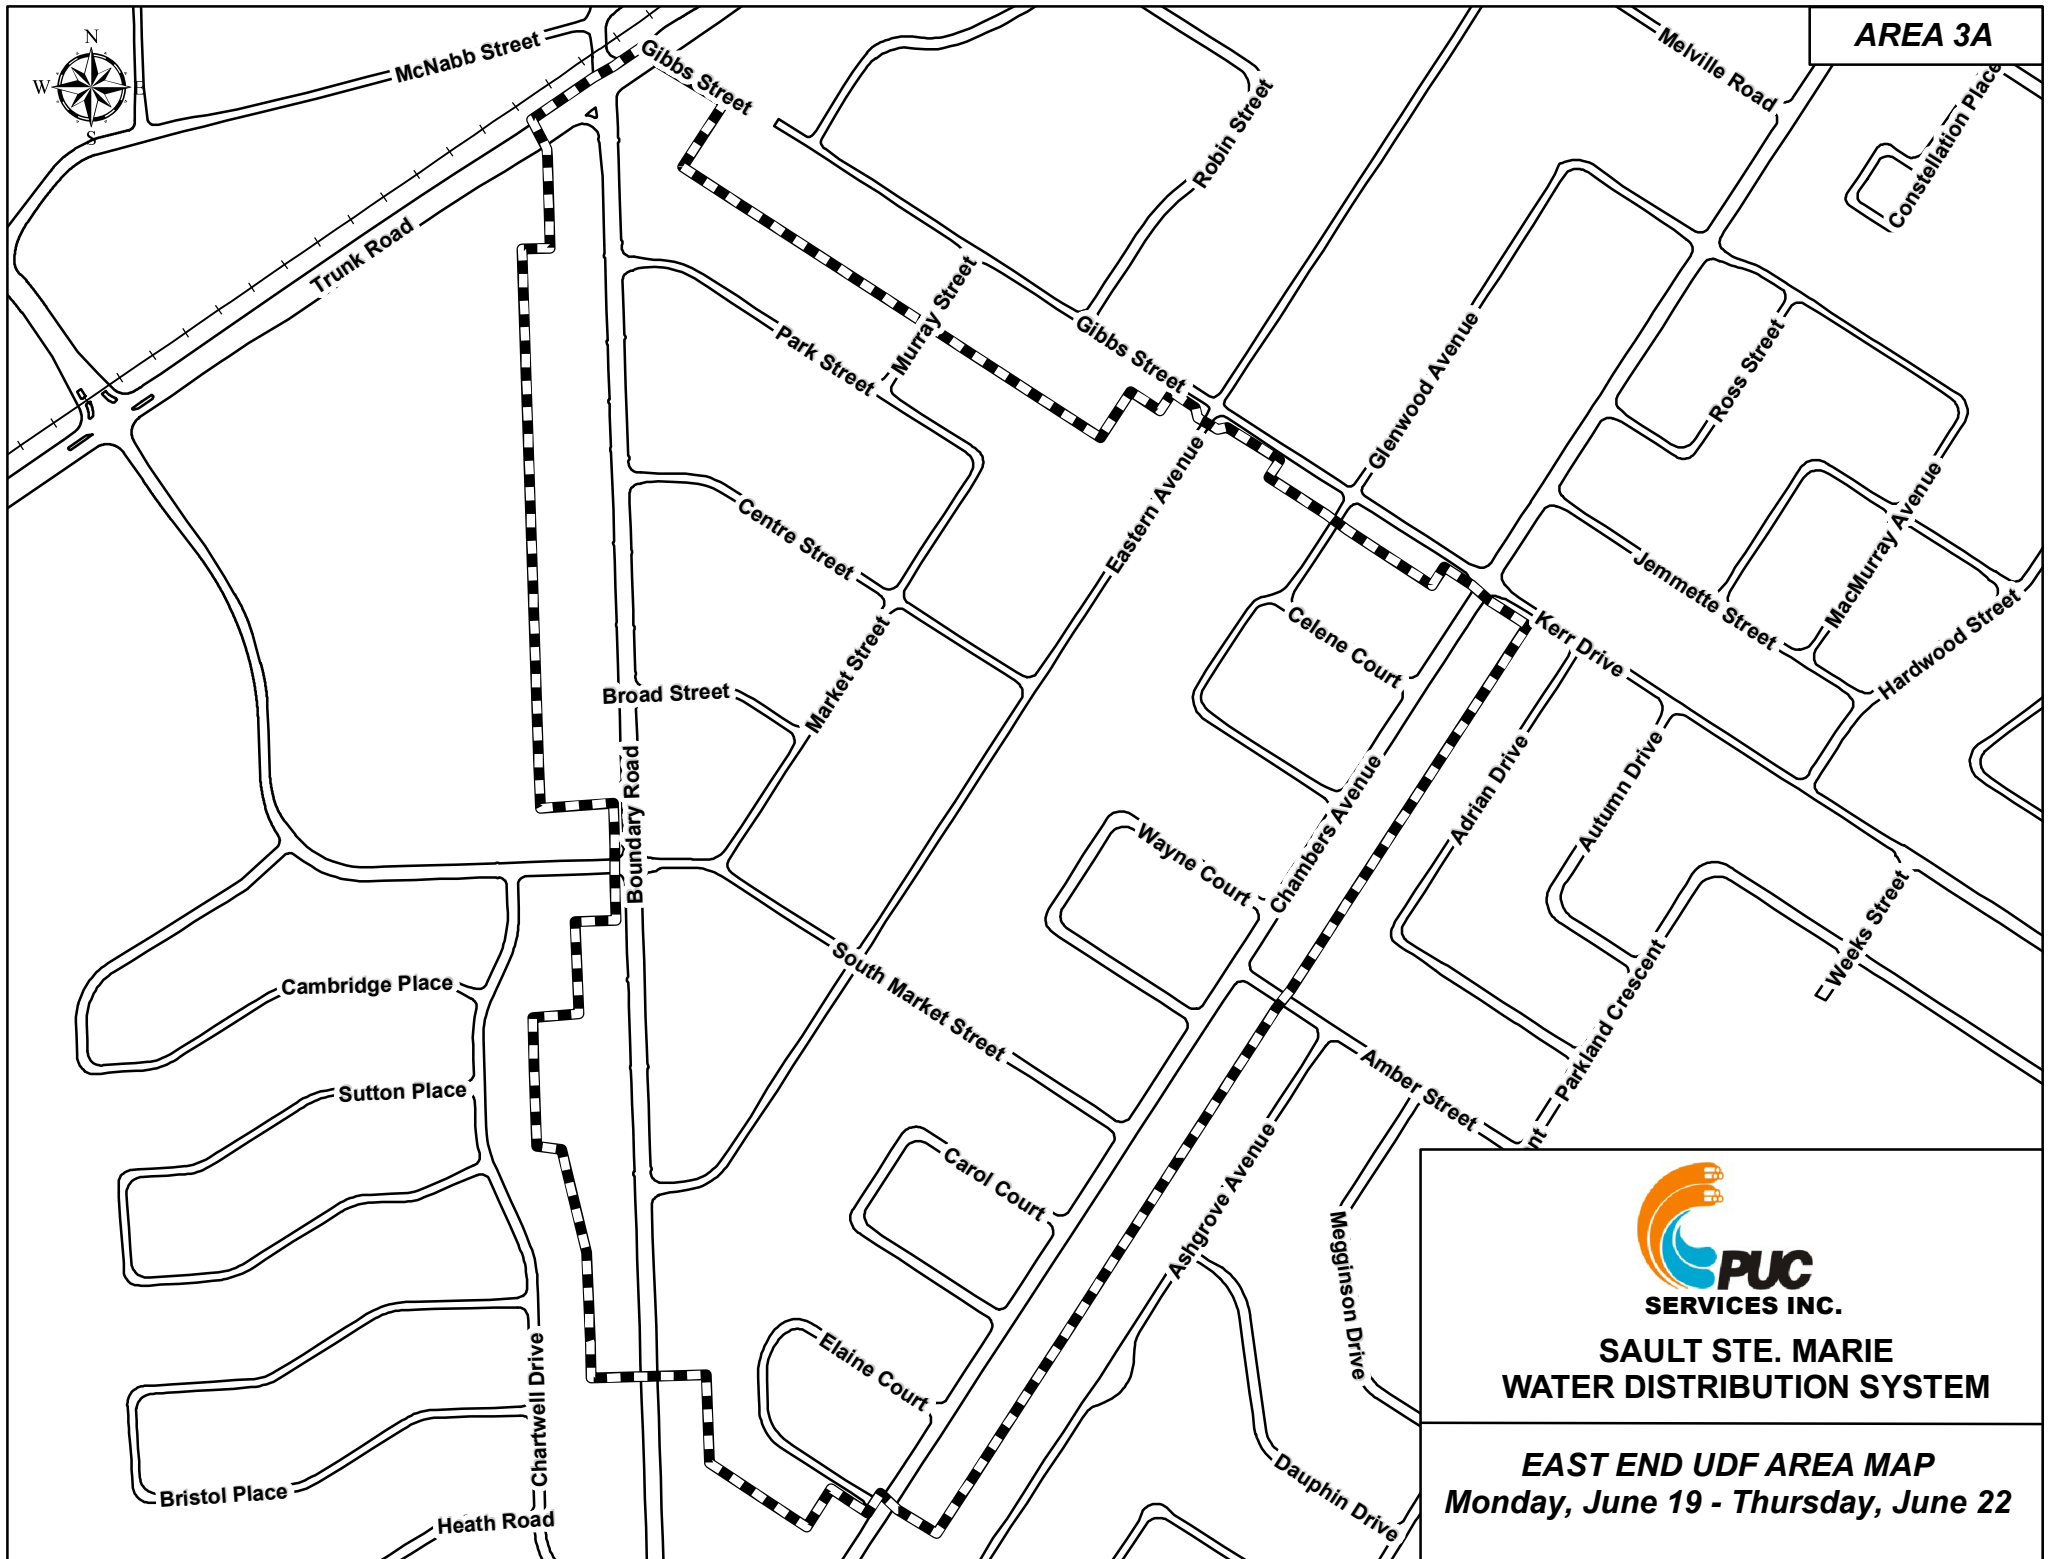 AREA 3A
N
W
E
S
McNabb Street
Gibbs Street
Melville Road
Constellation Place
Robin Street
Trunk Road
Murray Street
Park Street
Gibbs Street
Glenwood Avenue
Ross Street
Eastern Avenue
Centre Street
MacMurray Avenue
Jemmette Street
Hardwood Street
Celene Court
Kerr Drive
Market Street
Broad Street
Boundary Road
Adrian Drive
Autumn Drive
Wayne Court
Chambers Avenue
Weeks Street
South Market Street
Cambridge Place
Parkland Crescent
Amber Street
Sutton Place
nt
Carol Court
Ashgrove Avenue
Megginson Drive
Elaine Court
Chartwell Drive
Bristol Place
Heath Road
Dauphin Drive
PUC
SERVICES INC.
SAULT STE. MARIE
WATER DISTRIBUTION SYSTEM
EAST END UDF AREA MAP
Monday, June 19 - Thursday, June 22